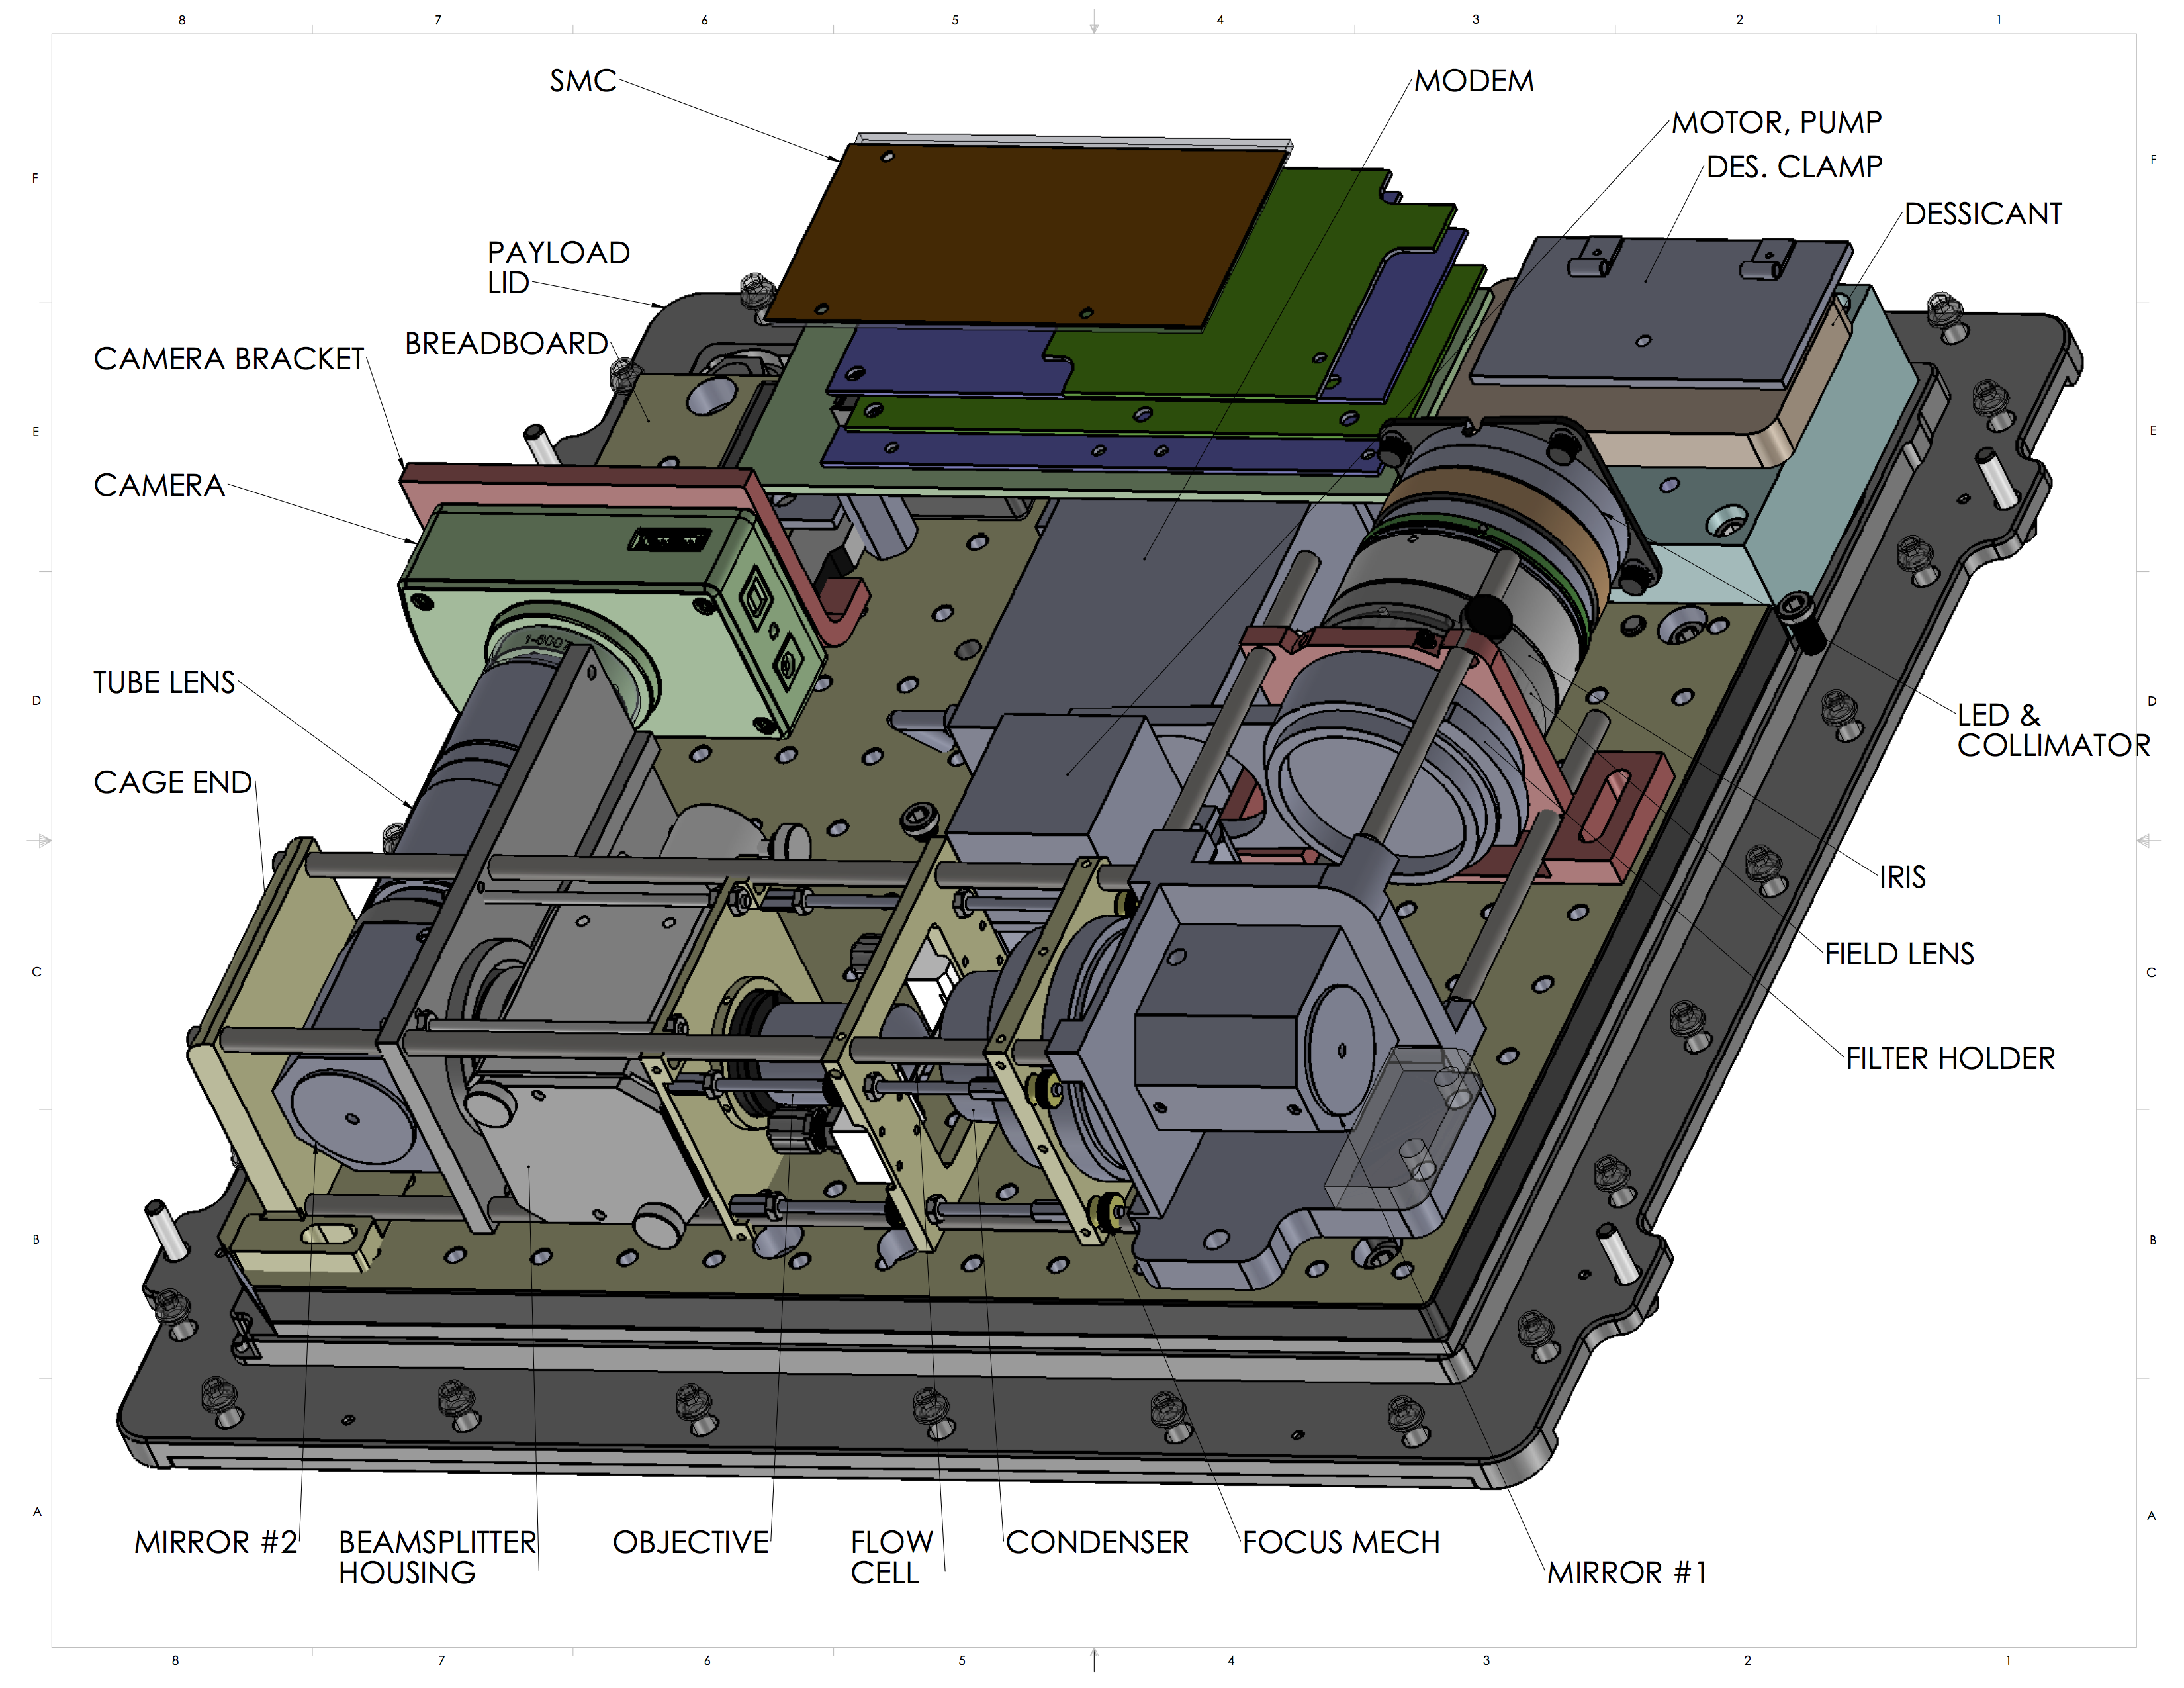 8 7 6 5 4 3 2 1
SMC
MODEM
MOTOR, PUMP
F
F
DES. CLAMP
DESSICANT
PAYLOAD
LID
BREADBOARD
CAMERA BRACKET
E
E
CAMERA
TUBE LENS
D
D
LED &
COLLIMATOR
CAGE END
IRIS
FIELD LENS
C
C
FILTER HOLDER
B
B
A
A
MIRROR #2
BEAMSPLITTER
HOUSING
OBJECTIVE
FLOW
CELL
CONDENSER
FOCUS MECH
MIRROR #1
8 7 6 5 4 3 2 1